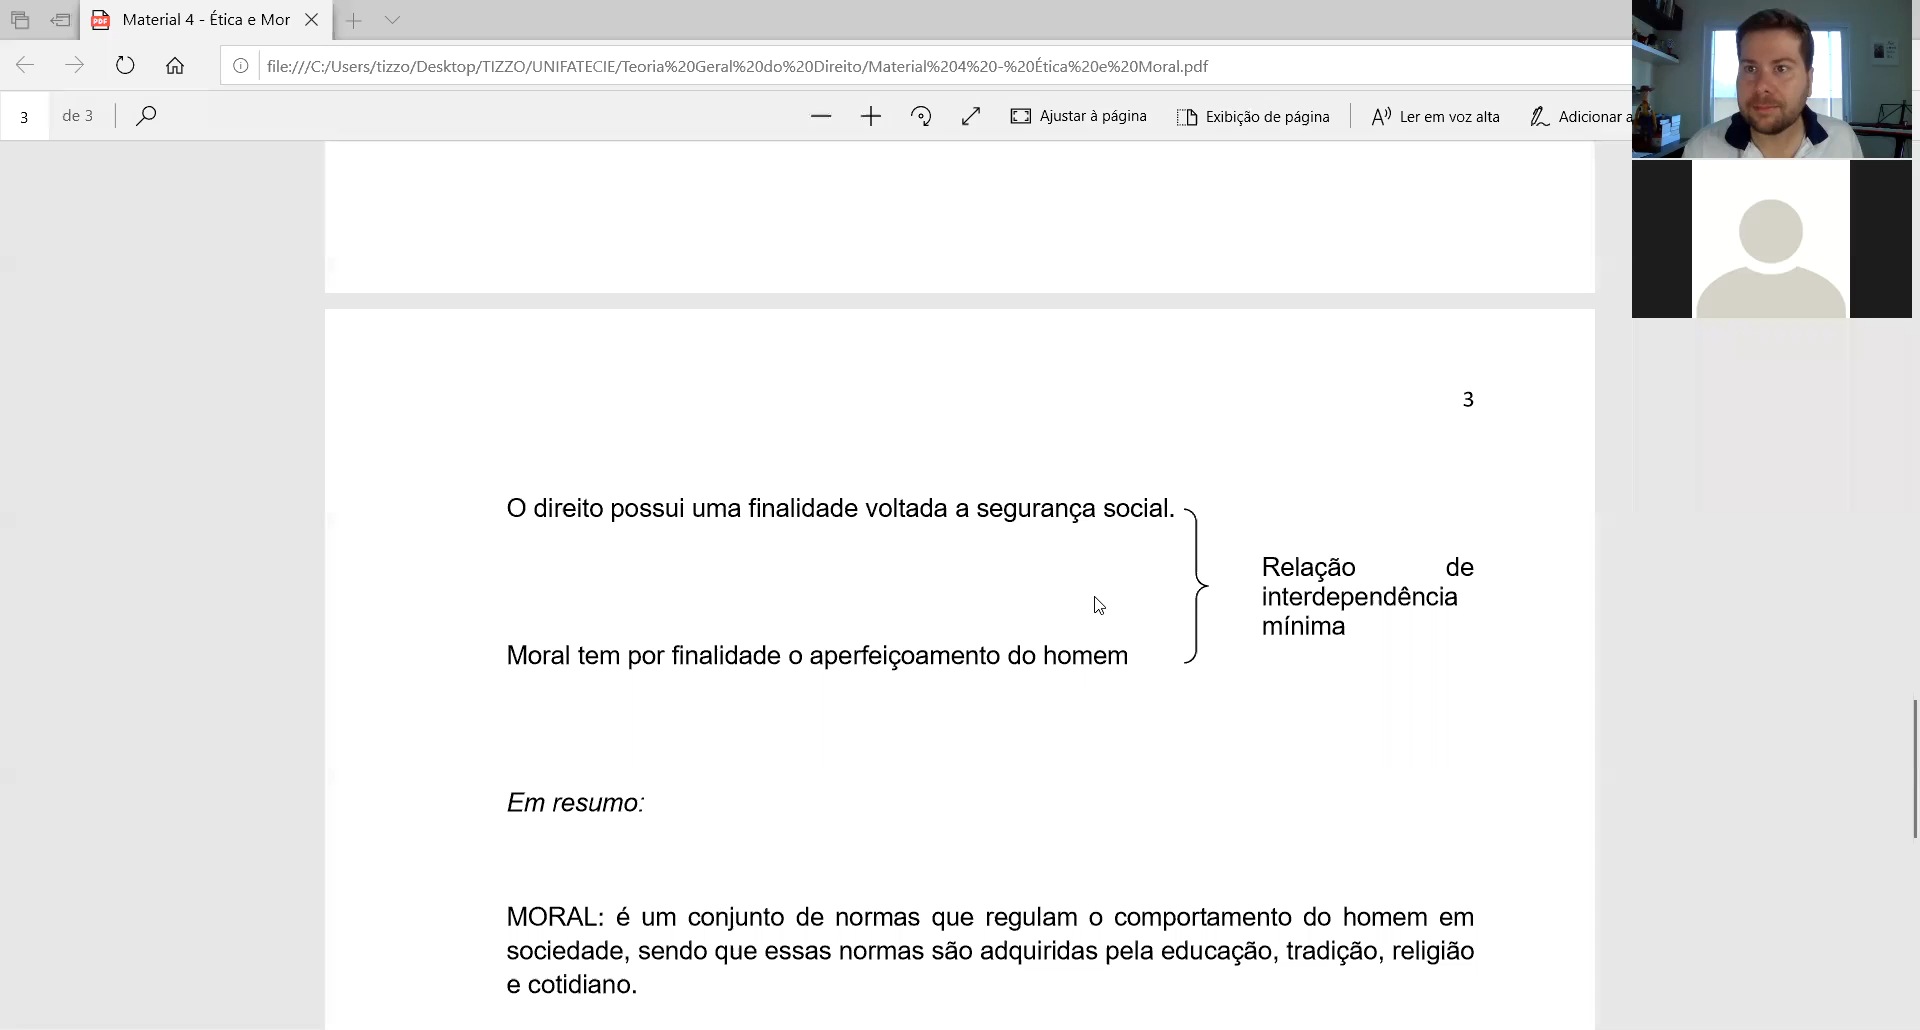 Material 4 - Ética e Mor
file:///C:/Users/tizzo/Desktop/TIZZO/UNIFATECIE/Teoria%20Geral%20do%20Direito/Material%204%20-%20Ética%20e%20Moral.pdf
3 de 3
Ajustar à página
Exibição de página
Ler em voz alta
Adicionar a
3
O direito possui uma finalidade voltada a segurança social.
Relação de
interdependência
mínima
Moral tem por finalidade o aperfeiçoamento do homem
Em resumo:
MORAL: é um conjunto de normas que regulam o comportamento do homem em
sociedade, sendo que essas normas são adquiridas pela educação, tradição, religião
e cotidiano.